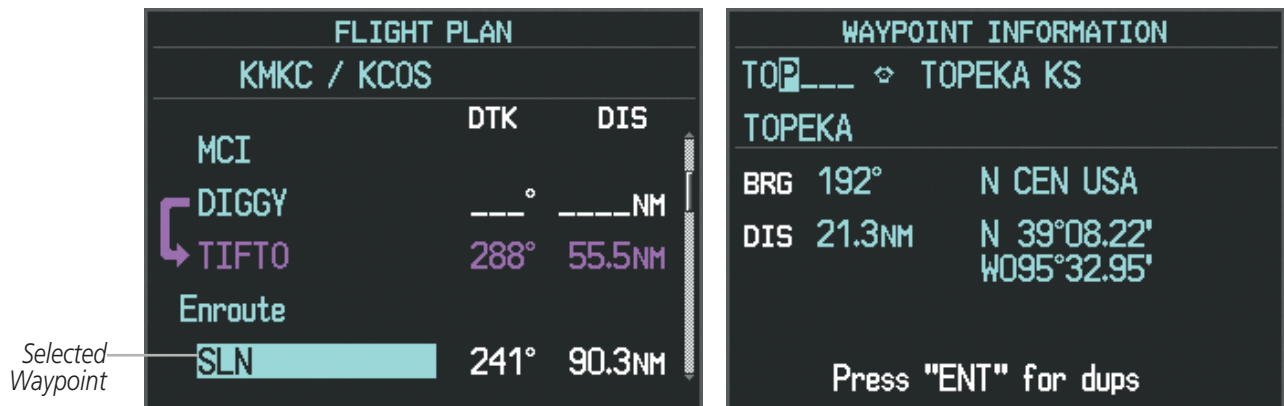 FLIGHT PLAN
KMKC / KCOS
DTK DIS
MCI
DIGGY ___° ____NM
TIFTO 288° 55.5NM
Enroute
SLN 241° 90.3NM
Selected
Waypoint
WAYPOINT INFORMATION
TOP___ TOPEKA KS
TOPEKA
BRG 192° N CEN USA
DIS 21.3NM N 39°08.22'
W095°32.95'
Press "ENT" for dups